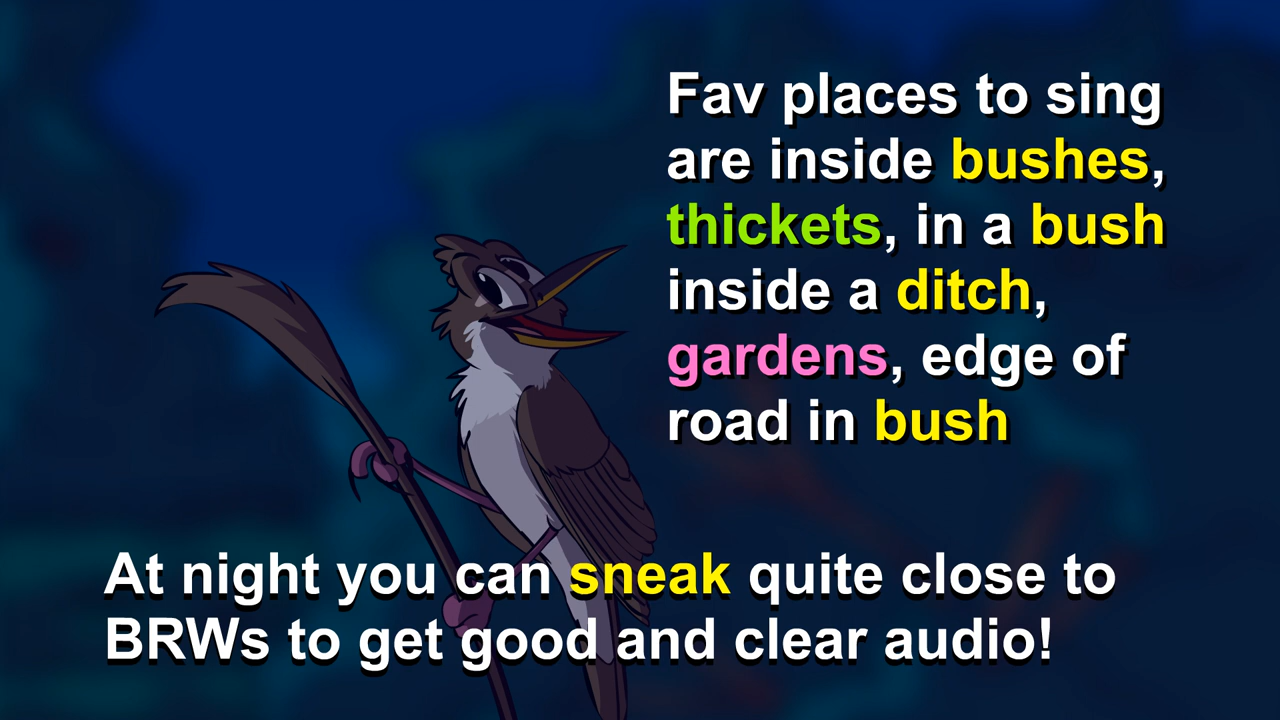 Fav places to sing
are inside bushes,
thickets, in a bush
inside a ditch,
gardens, edge of
road in bush
At night you can sneak quite close to
BRWs to get good and clear audio!